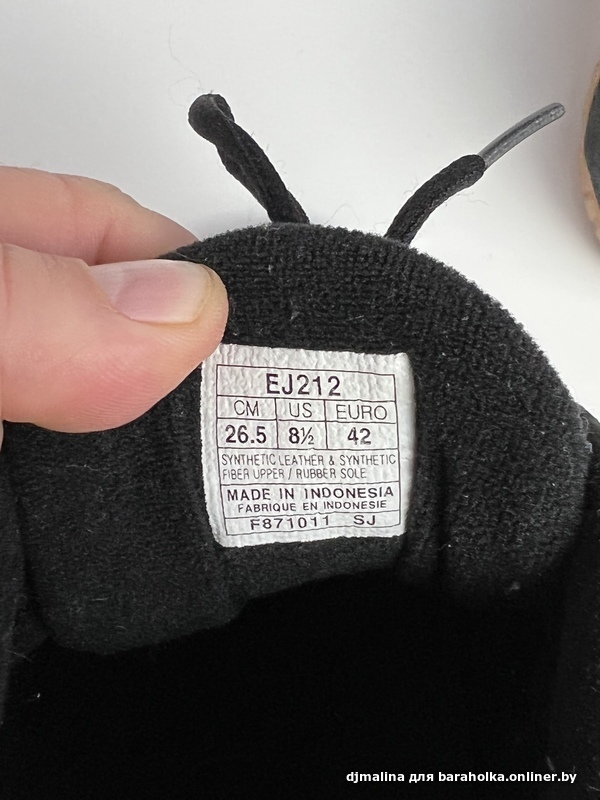 EJ212
CM US EURO
26.5 8½ 42
SYNTHETIC LEATHER & SYNTHETIC
FIBER UPPER / RUBBER SOLE
MADE IN INDONESIA
FABRIQUE EN INDONESIE
F871011 SJ
djmalina для baraholka.onliner.by